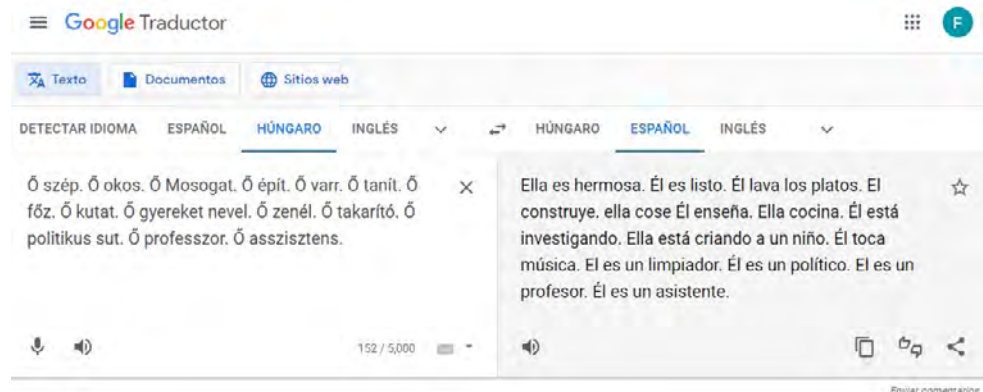 Google Traductor
F
Texto Documentos Sitios web
DETECTAR IDIOMA ESPAÑOL HÚNGARO INGLÉS HÚNGARO ESPAÑOL INGLÉS
Ő szép. Ő okos. Ő Mosogat. Ő épít. Ő varr. Ő tanít. Ő
főz. Ő kutat. Ő gyereket nevel. Ő zenél. Ő takarító. Ő
politikus sut. Ő professzor. Ő asszisztens.
Ella es hermosa. Él es listo. Él lava los platos. El
construye. ella cose Él enseña. Ella cocina. Él está
investigando. Ella está criando a un niño. Él toca
música. El es un limpiador. Él es un político. El es un
profesor. Él es un asistente.
152 / 5,000
Enviar comentarios